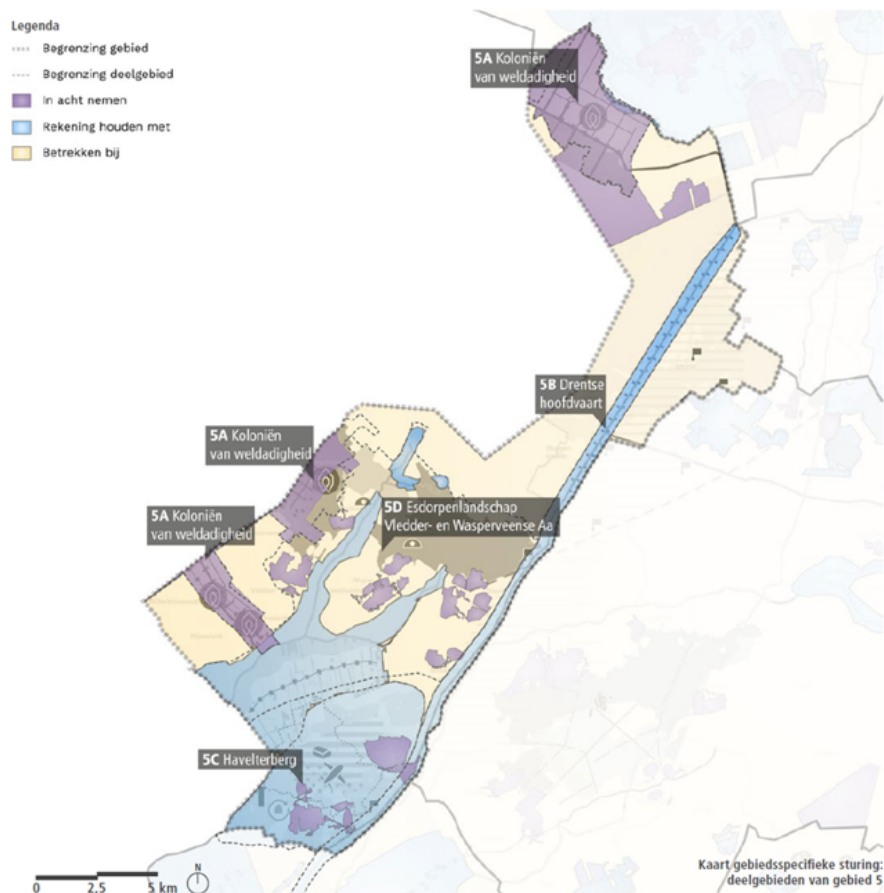 Legenda
Begrenzing gebied
Begrenzing deelgebied
In acht nemen
Rekening houden met
Betrekken bij
5A Koloniën
van weldadigheid
5B Drentse
hoofdvaart
5A Koloniën
van weldadigheid
5D Esdorpenlandschap
Vledder- en Wasperveense Aa
5A Koloniën
van weldadigheid
5C Havelterberg
0 2.5 5 km
N
Kaart gebiedsspecifieke sturing:
deelgebieden van gebied 5